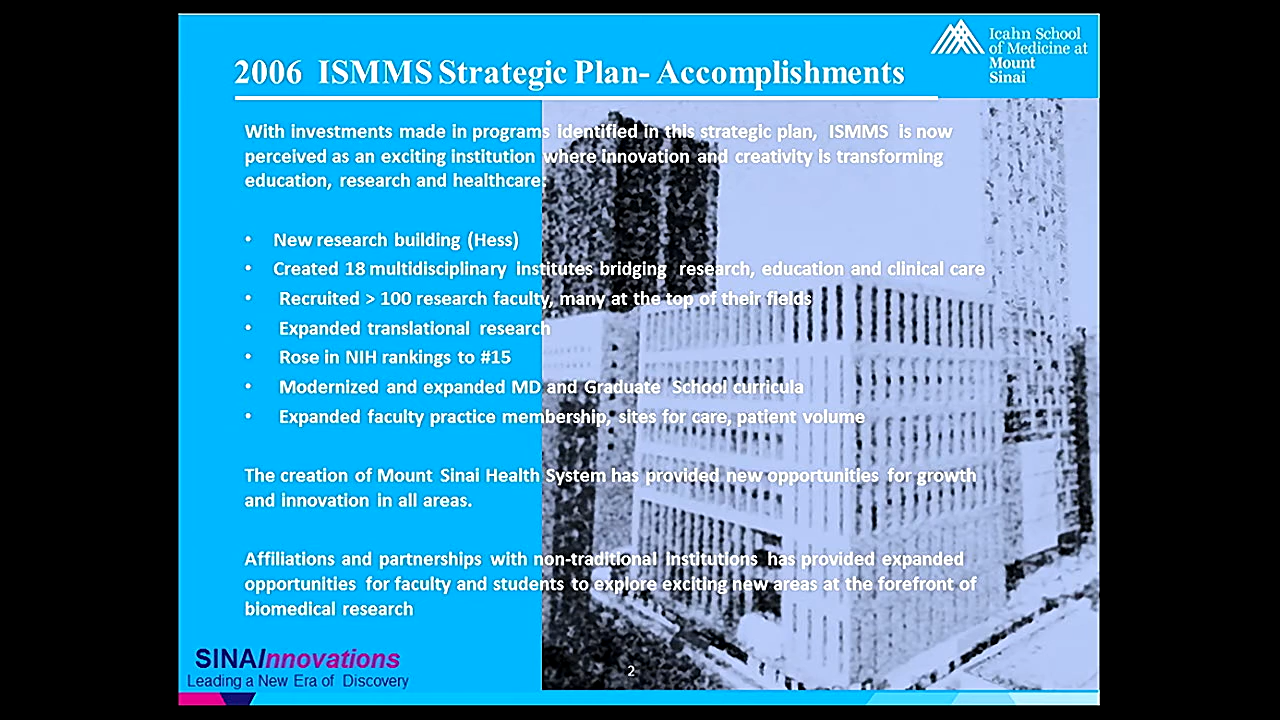 Icahn School
of Medicine at
Mount
Sinai
2006 ISMMS Strategic Plan- Accomplishments
With investments made in programs identified in this strategic plan, ISMMS is now
perceived as an exciting institution where innovation and creativity is transforming
education, research and healthcare:
• New research building (Hess)
• Created 18 multidisciplinary institutes bridging research, education and clinical care
• Recruited > 100 research faculty, many at the top of their fields
• Expanded translational research
• Rose in NIH rankings to #15
• Modernized and expanded MD and Graduate School curricula
• Expanded faculty practice membership, sites for care, patient volume
The creation of Mount Sinai Health System has provided new opportunities for growth
and innovation in all areas.
Affiliations and partnerships with non-traditional institutions has provided expanded
opportunities for faculty and students to explore exciting new areas at the forefront of
biomedical research
SINAInnovations
Leading a New Era of Discovery
2